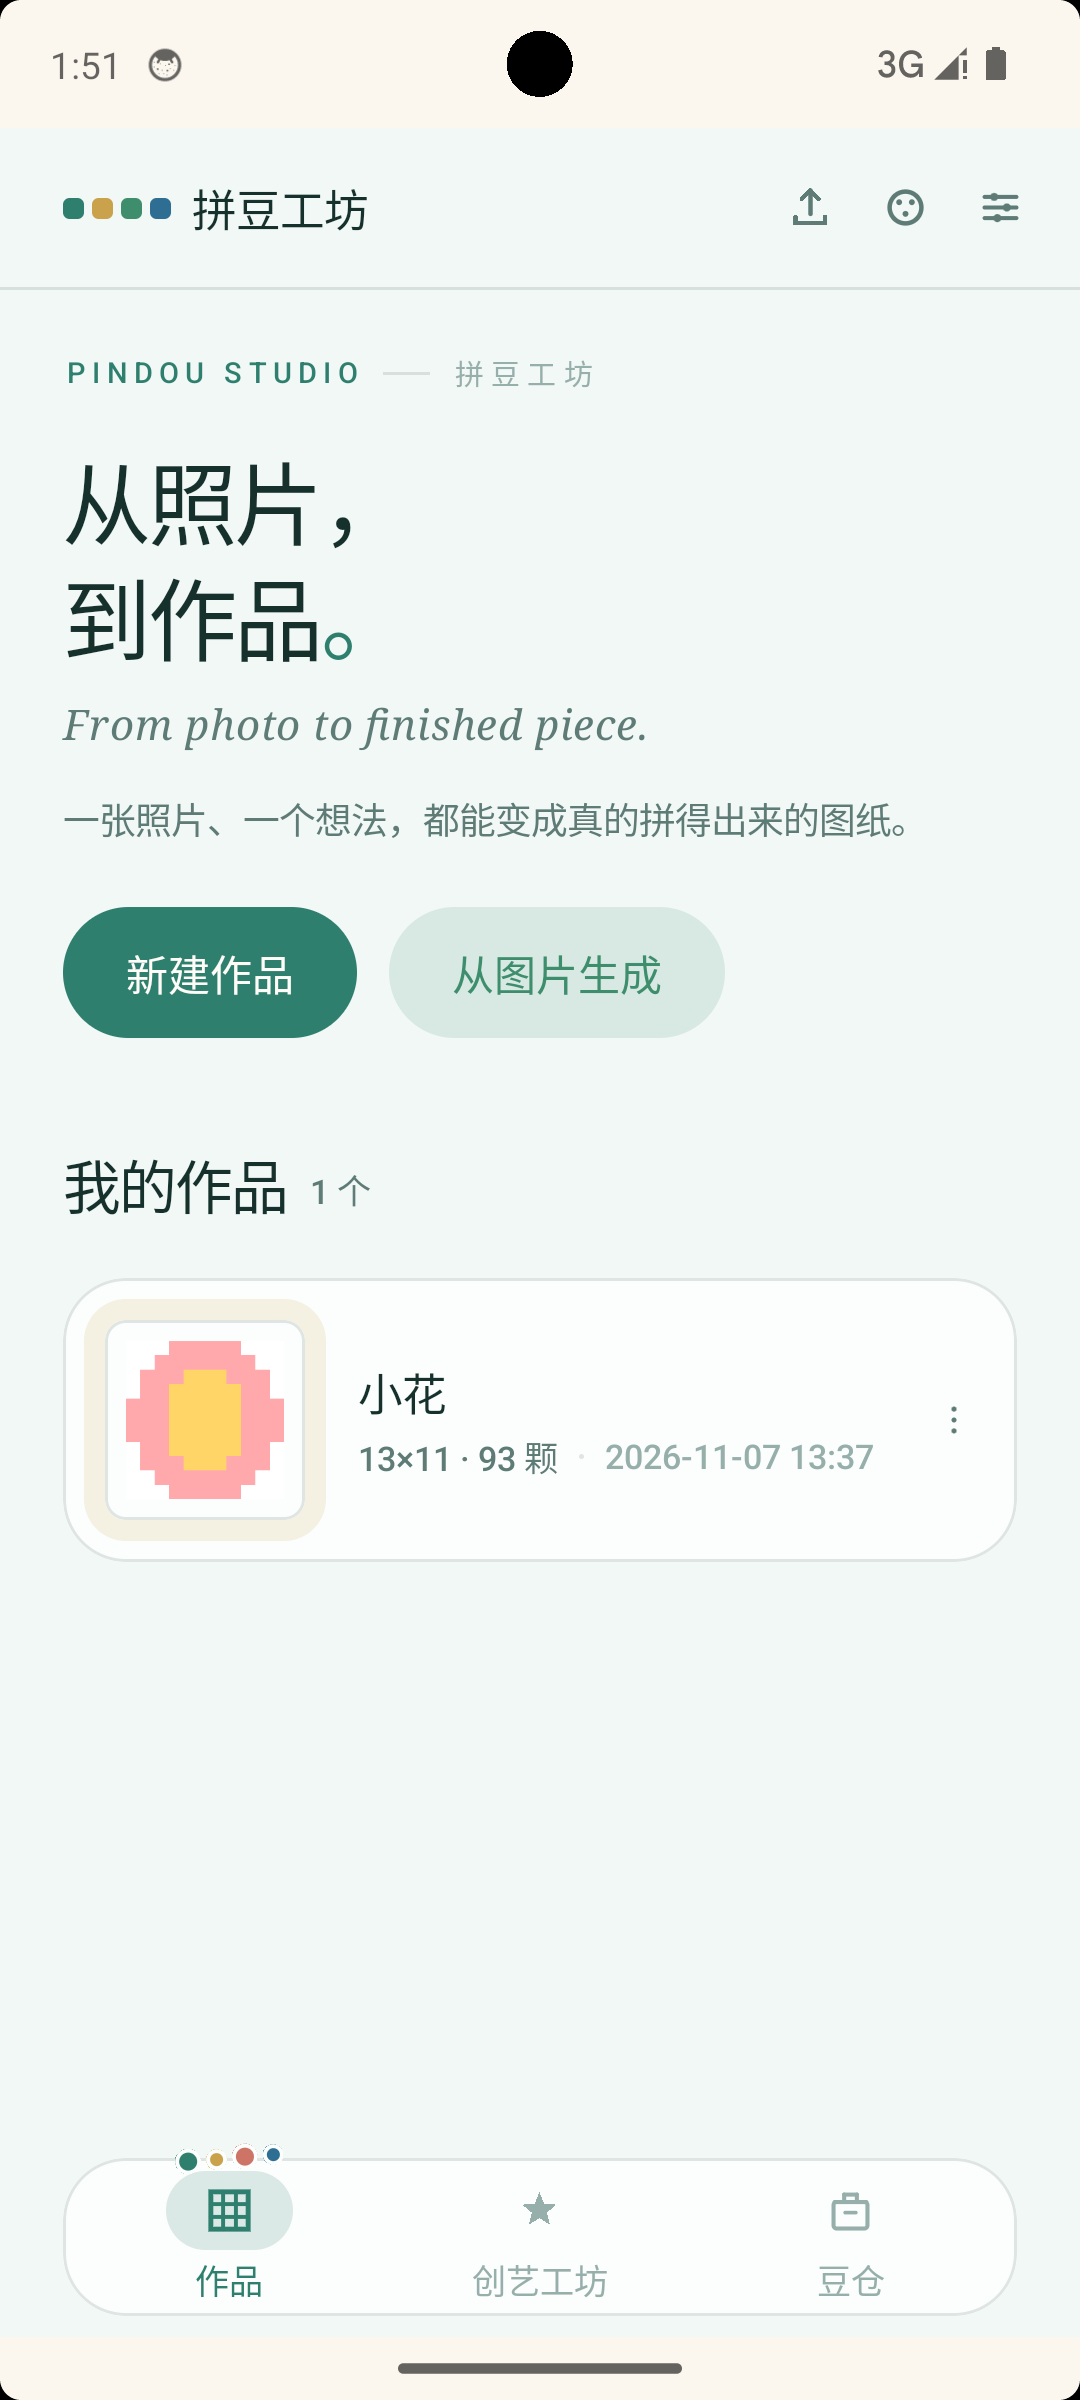 1:51
3G
拼豆工坊
PINDOU STUDIO — 拼豆工坊
从照片，
到作品。
From photo to finished piece.
一张照片、一个想法，都能变成真的拼得出来的图纸。
新建作品
从图片生成
我的作品 1 个
小花
13×11 · 93 颗 · 2026-11-07 13:37
作品
创艺工坊
豆仓